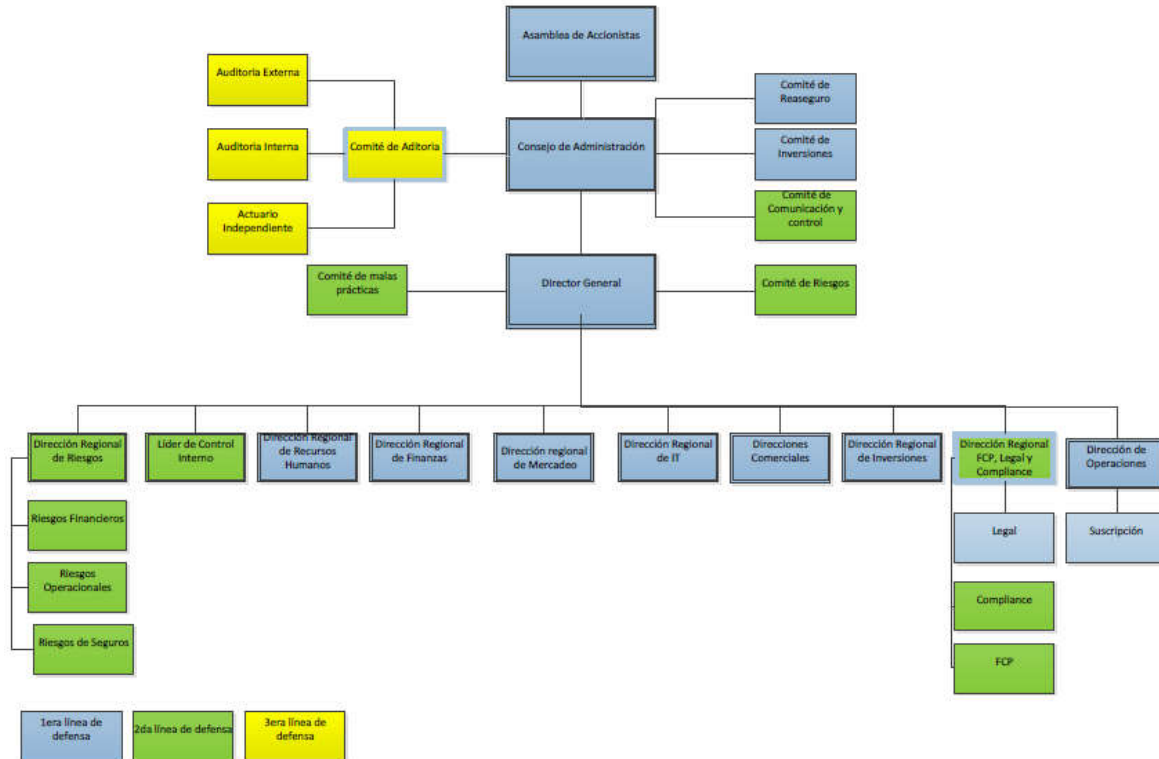 Asamblea de Accionistas
Auditoria Externa
Comité de
Reaseguro
Auditoria Interna
Comité de Aditoria
Consejo de Administración
Comité de
Inversiones
Actuario
Independiente
Comité de
Comunicación y
control
Comité de malas
prácticas
Director General
Comité de Riesgos
Dirección Regional
de Riesgos
Líder de Control
Interno
Dirección Regional
de Recursos
Humanos
Dirección Regional
de Finanzas
Dirección regional
de Mercadeo
Dirección Regional
de IT
Direcciones
Comerciales
Dirección Regional
de Inversiones
Dirección Regional
FCP, Legal y
Compliance
Dirección de
Operaciones
Riesgos Financieros
Legal
Suscripción
Riesgos
Operacionales
Compliance
Riesgos de Seguros
FCP
1era línea de
defensa
2da línea de defensa
3era línea de
defensa